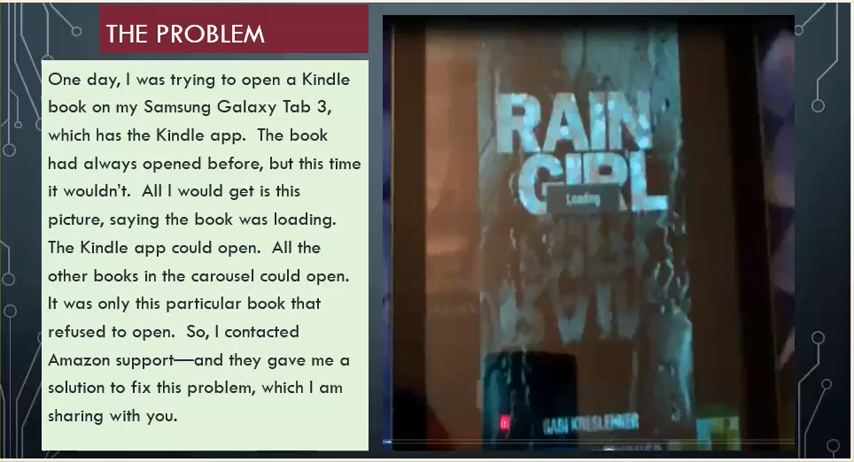 THE PROBLEM
One day, I was trying to open a Kindle
book on my Samsung Galaxy Tab 3,
which has the Kindle app.  The book
had always opened before, but this time
it wouldn't.  All I would get is this
picture, saying the book was loading.
The Kindle app could open.  All the
other books in the carousel could open.
It was only this particular book that
refused to open.  So, I contacted
Amazon support—and they gave me a
solution to fix this problem, which I am
sharing with you.
RAIN
GIRL
Loading
GABI KRESLEHNER